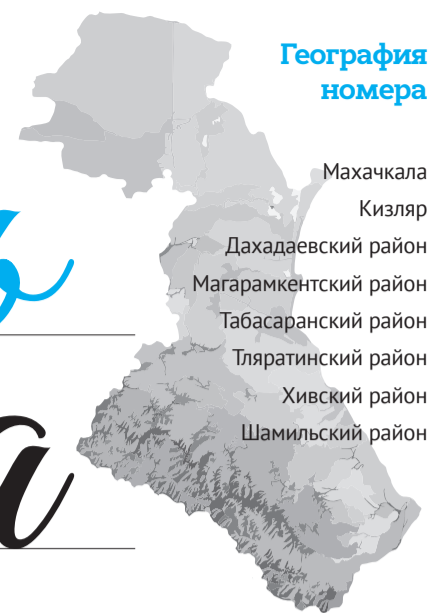 География
номера
Махачкала
Кизляр
Дахадаевский район
Магарамкентский район
Табасаранский район
Тляратинский район
Хивский район
Шамильский район
ь
а